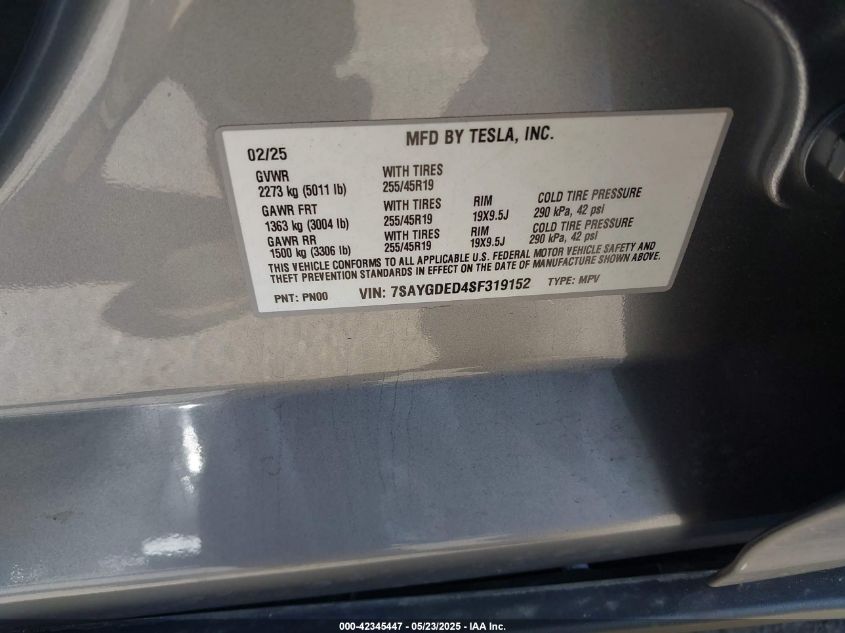 MFD BY TESLA, INC.
02/25
GVWR WITH TIRES
2273 kg (5011 lb) 255/45R19
GAWR FRT WITH TIRES RIM COLD TIRE PRESSURE
1363 kg (3004 lb) 255/45R19 19X9.5J 290 kPa, 42 psi
GAWR RR WITH TIRES RIM COLD TIRE PRESSURE
1500 kg (3306 lb) 255/45R19 19X9.5J 290 kPa, 42 psi
THIS VEHICLE CONFORMS TO ALL APPLICABLE U.S. FEDERAL MOTOR VEHICLE SAFETY AND
THEFT PREVENTION STANDARDS IN EFFECT ON THE DATE OF MANUFACTURE SHOWN ABOVE.
PNT: PN00 VIN: 7SAYGDED4SF319152 TYPE: MPV
000-42345447 — 05/23/2025 - IAA Inc.